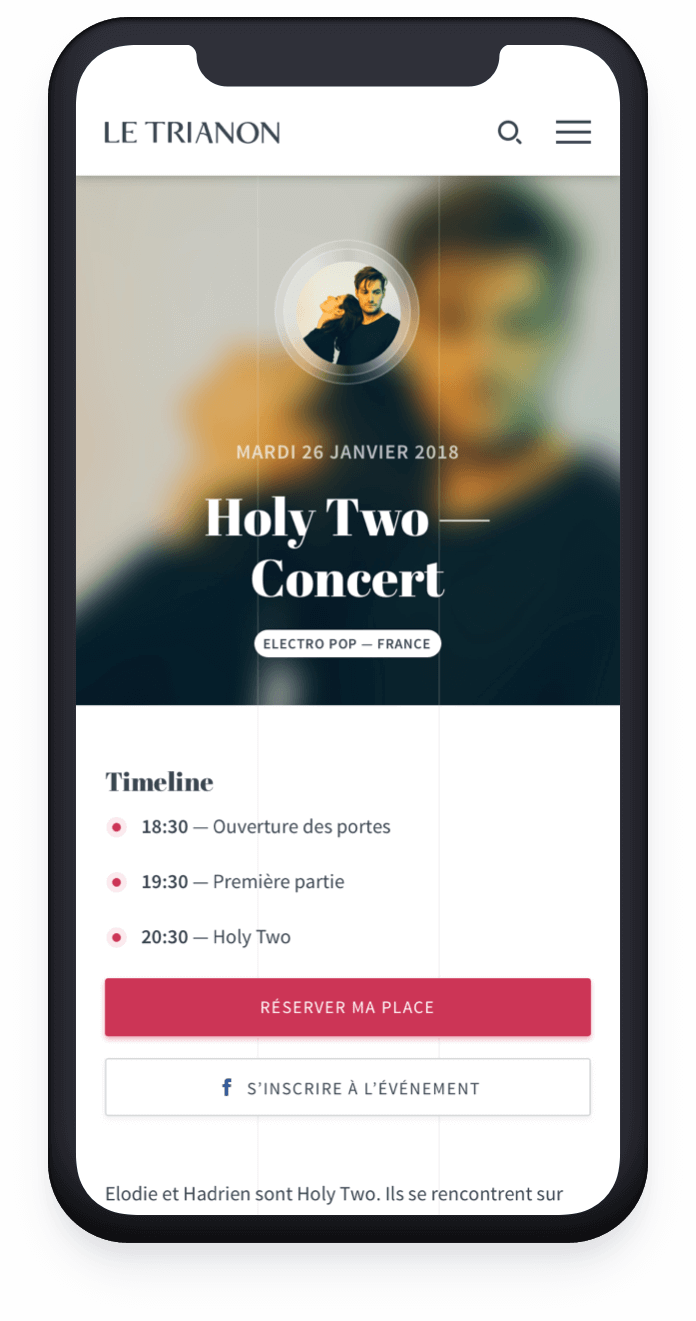 LE TRIANON
MARDI 26 JANVIER 2018
Holy Two —
Concert
ELECTRO POP — FRANCE
Timeline
18:30 — Ouverture des portes
19:30 — Première partie
20:30 — Holy Two
RÉSERVER MA PLACE
f S’INSCRIRE À L’ÉVÉNEMENT
Elodie et Hadrien sont Holy Two. Ils se rencontrent sur